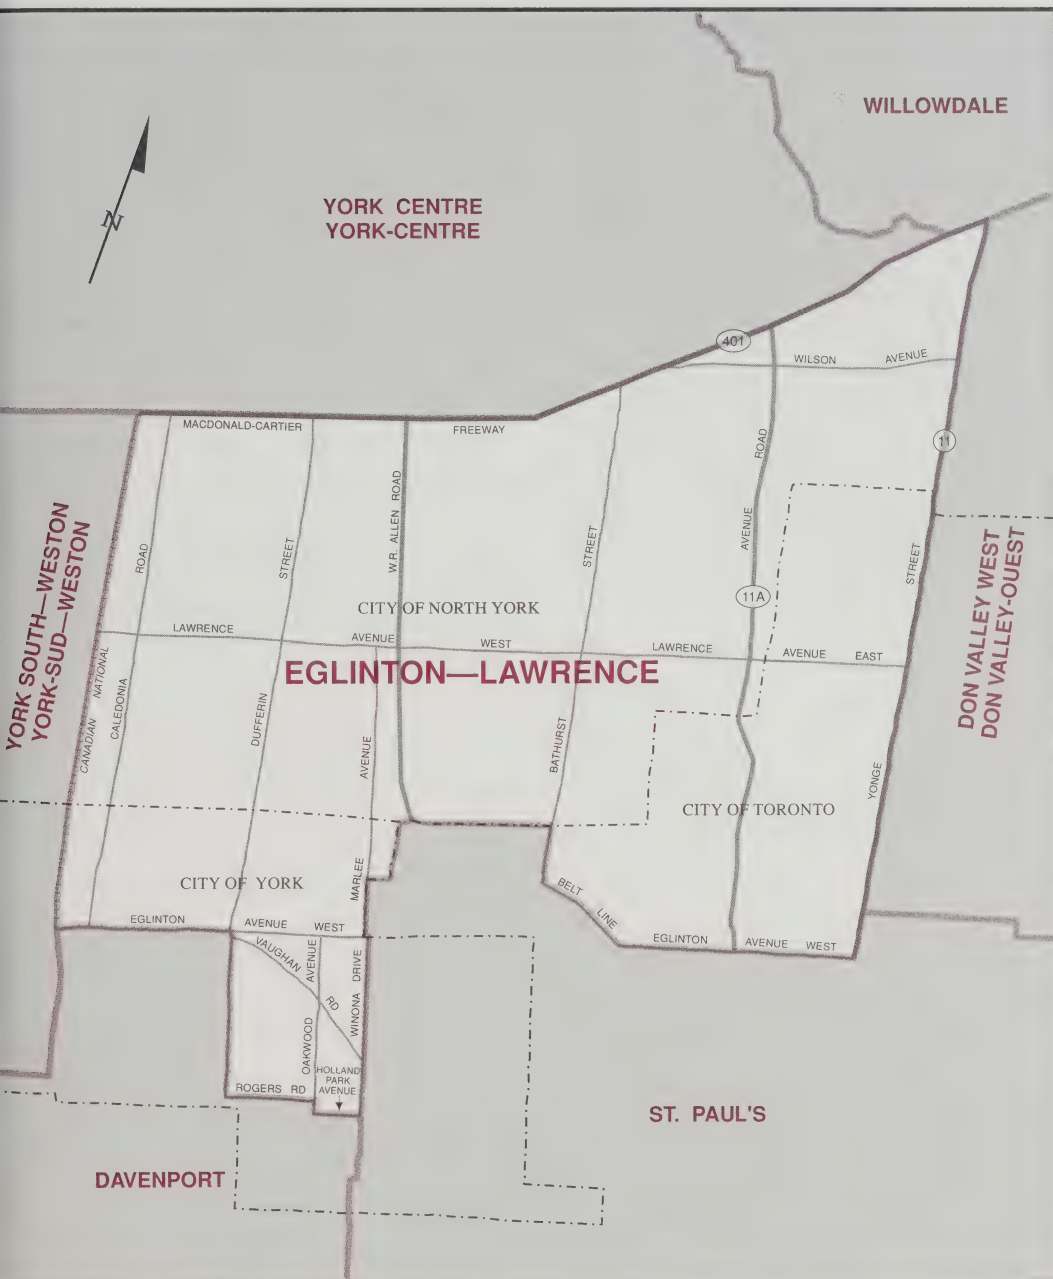 WILLOWDALE
YORK CENTRE
YORK-CENTRE
N
401
WILSON AVENUE
MACDONALD-CARTIER FREEWAY
11
YORK SOUTH—WESTON
YORK-SUD—WESTON
DON VALLEY WEST
DON VALLEY-OUEST
ROAD
STREET
W.R. ALLEN ROAD
STREET
ROAD
AVENUE
STREET
11A
CITY OF NORTH YORK
LAWRENCE AVENUE WEST
LAWRENCE AVENUE EAST
EGLINTON—LAWRENCE
CANADIAN NATIONAL
CALEDONIA
DUFFERIN
AVENUE
BATHURST
YONGE
CITY OF TORONTO
CITY OF YORK
MARLEE
BELT LINE
EGLINTON AVENUE WEST
EGLINTON AVENUE WEST
VAUGHAN RD
AVENUE
OAKWOOD
WINONA DRIVE
HOLLAND
PARK
AVENUE
ROGERS RD
ST. PAUL'S
DAVENPORT